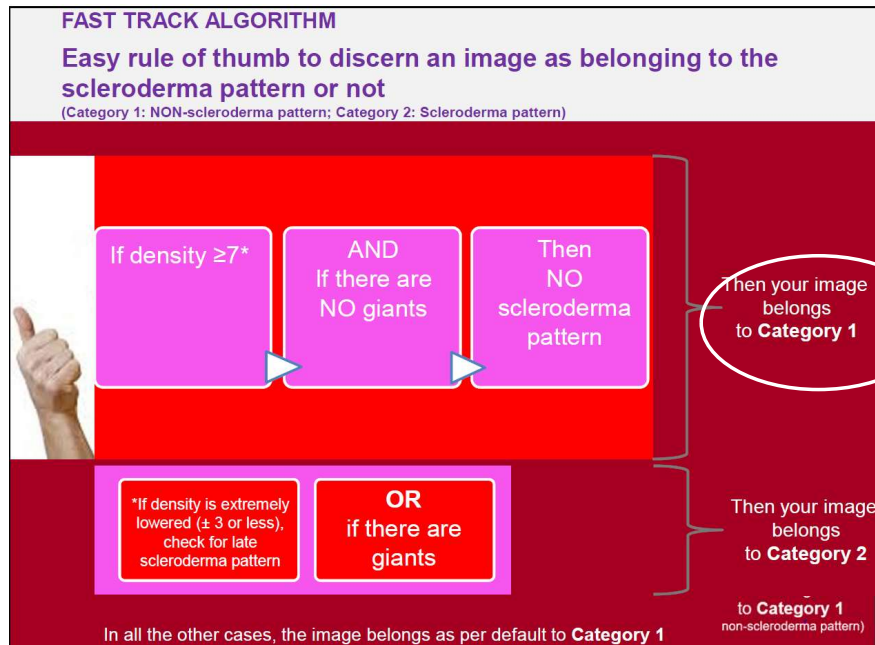 FAST TRACK ALGORITHM
Easy rule of thumb to discern an image as belonging to the
scleroderma pattern or not
(Category 1: NON-scleroderma pattern; Category 2: Scleroderma pattern)
If density ≥7*
AND
If there are
NO giants
Then
NO
scleroderma
pattern
Then your image
belongs
to Category 1
*If density is extremely
lowered (± 3 or less),
check for late
scleroderma pattern
OR
if there are
giants
Then your image
belongs
to Category 2
to Category 1
non-scleroderma pattern)
In all the other cases, the image belongs as per default to Category 1